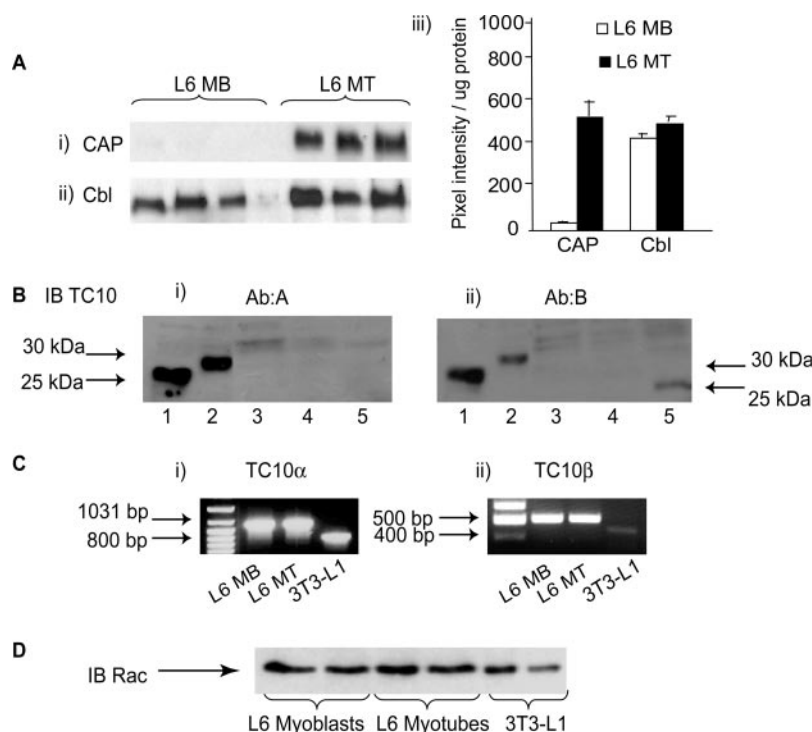 A
L6 MB
L6 MT
i) CAP
ii) Cbl
iii)
Pixel intensity / ug protein
1000
800
600
400
200
0
L6 MB
L6 MT
CAP
Cbl
B
IB TC10
i)
Ab:A
ii)
Ab:B
30 kDa
25 kDa
1 2 3 4 5
1 2 3 4 5
30 kDa
25 kDa
C
i)
TC10α
1031 bp
800 bp
L6 MB
L6 MT
3T3-L1
ii)
TC10β
500 bp
400 bp
L6 MB
L6 MT
3T3-L1
D
IB Rac
L6 Myoblasts L6 Myotubes 3T3-L1